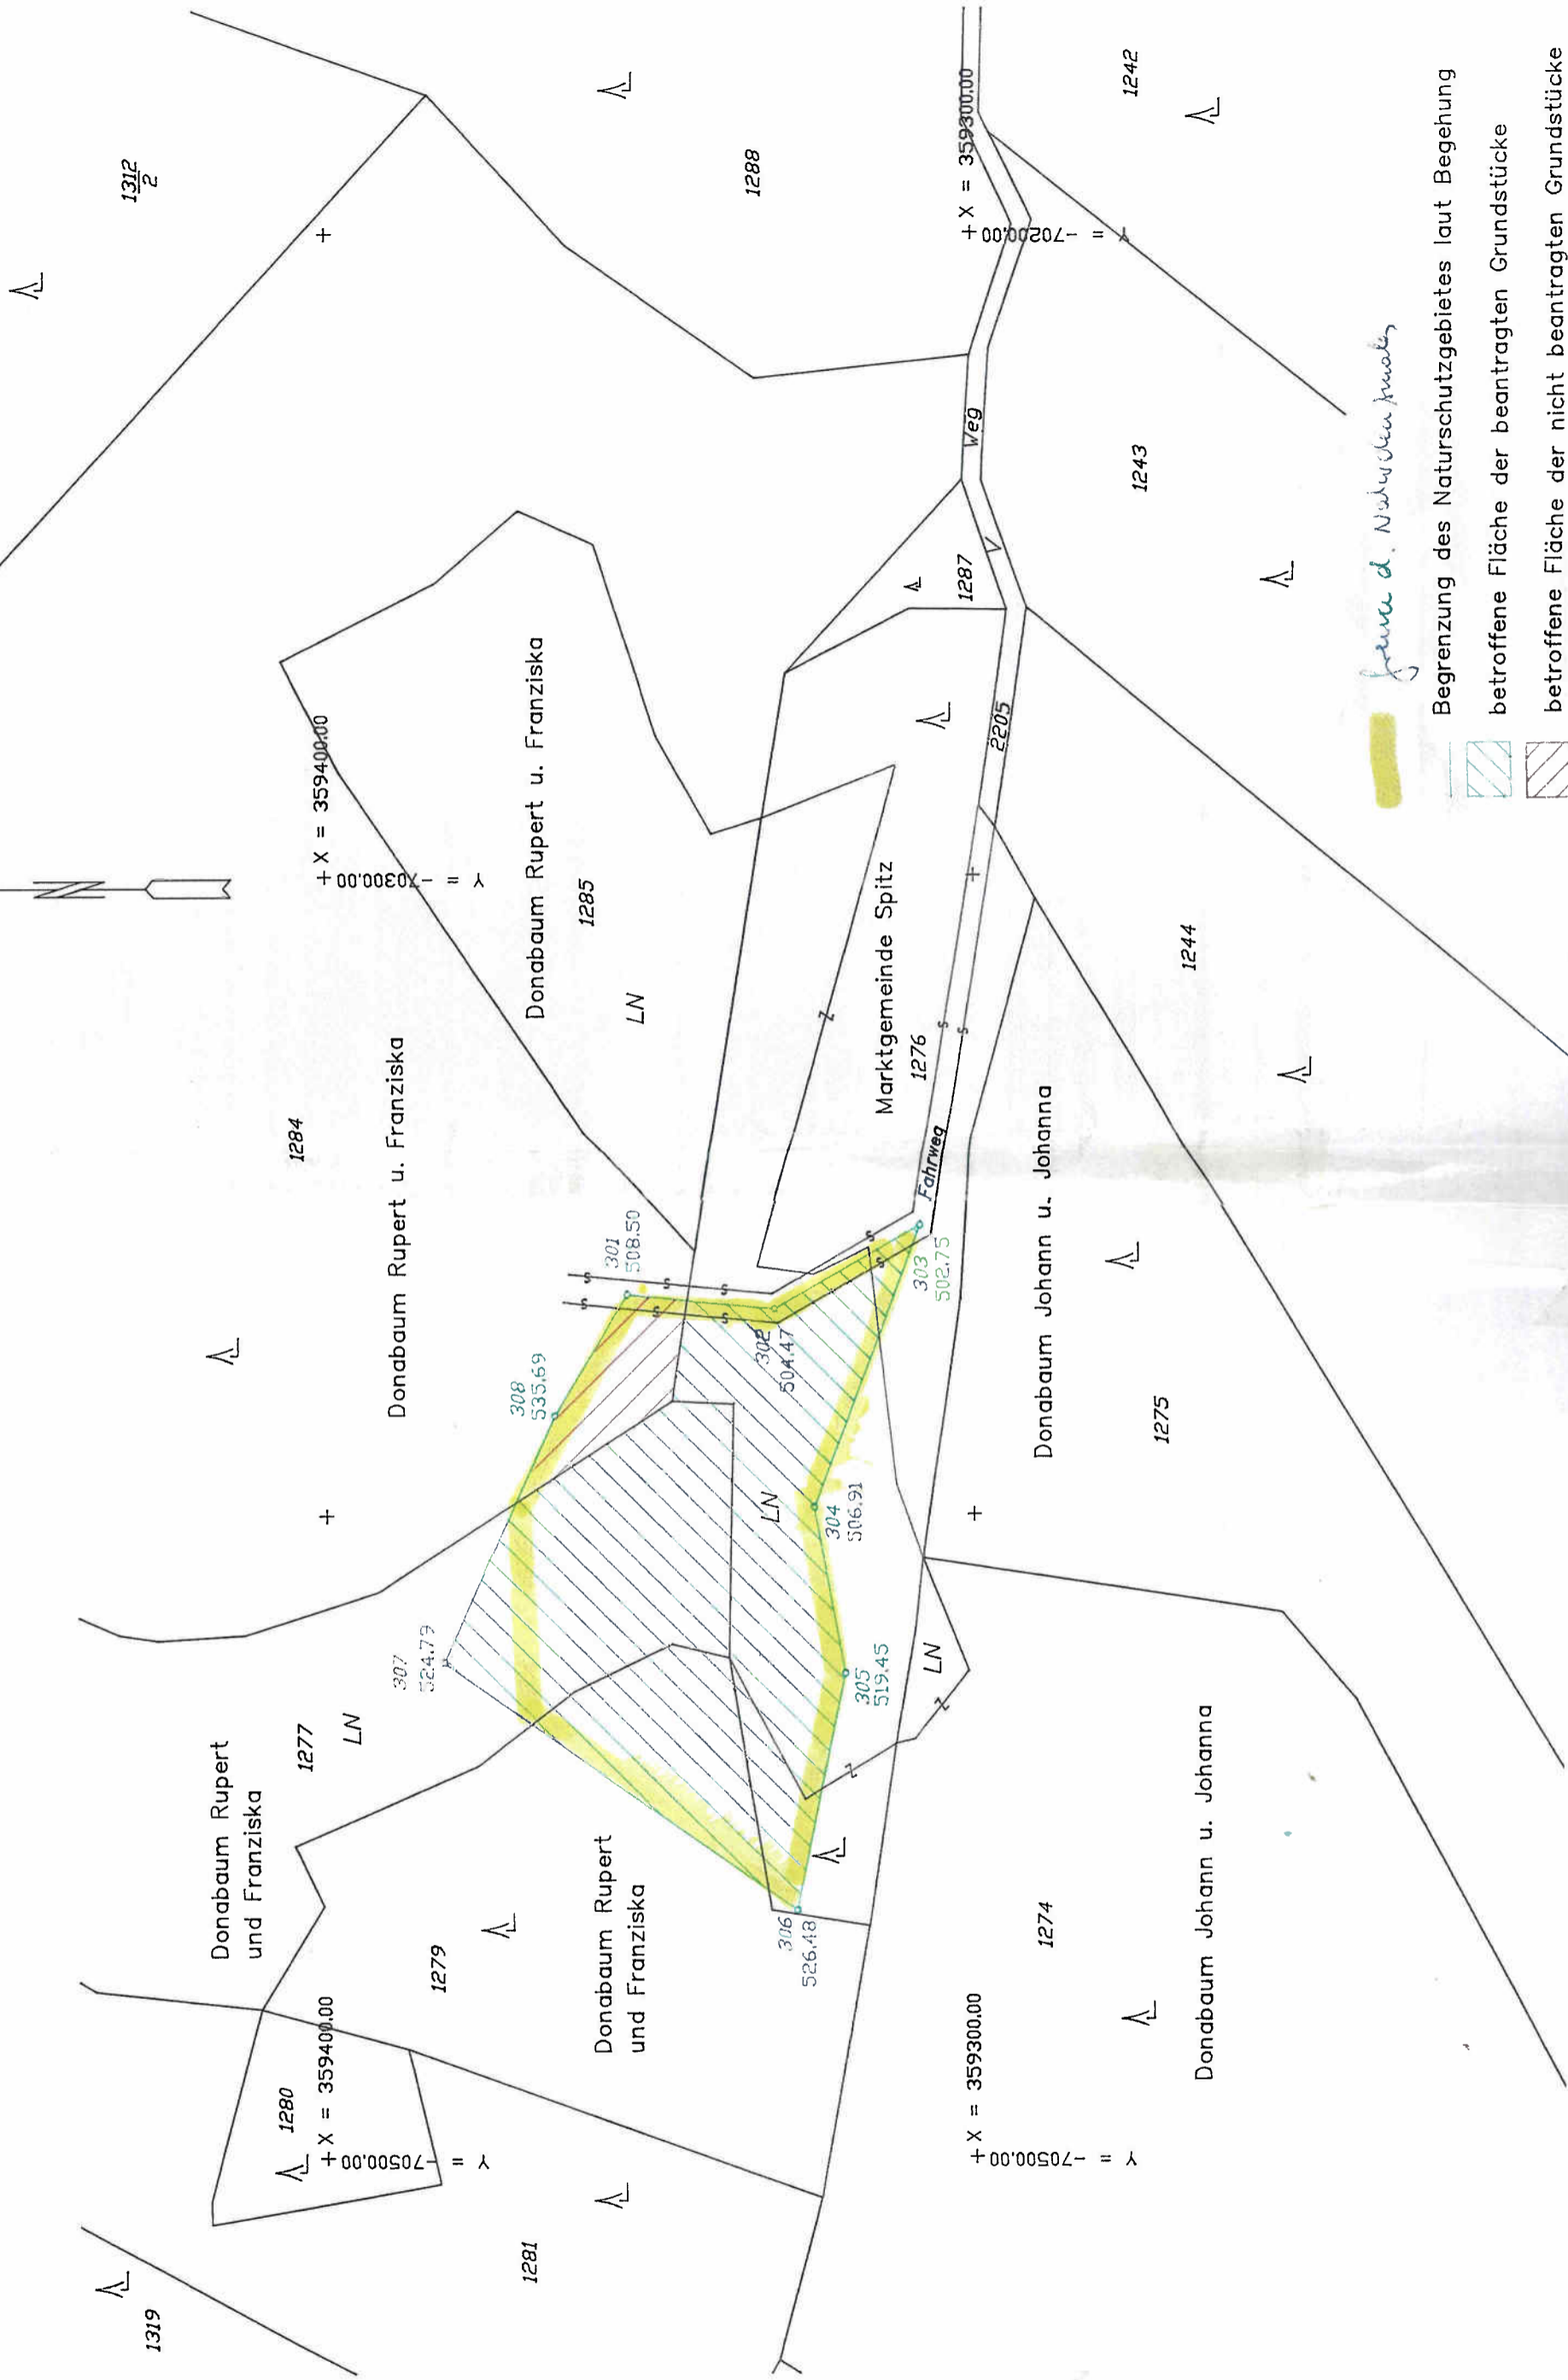 1319
1281
1280
+ X = 359400.00
Y = -70500.00
Donabaum Rupert
und Franziska
1277
LN
1279
Donabaum Rupert
und Franziska
+ X = 359300.00
Y = -70500.00
1274
Donabaum Johann u. Johanna
306
526.48
307
524.79
305
519.45
LN
LN
304
506.91
308
535.69
302
504.47
301
508.50
303
502.75
Fahrweg
1284
Donabaum Rupert u. Franziska
1275
Donabaum Johann u. Johanna
Marktgemeinde Spitz
1276
LN
1285
Donabaum Rupert u. Franziska
+ X = 359400.00
Y = -70300.00
1244
2205
1287
Weg
1243
1288
1312
2
+ X = 359300.00
Y = -70200.00
1242
d.
Begrenzung des Naturschutzgebietes laut Begehung
betroffene Fläche der beantragten Grundstücke
betroffene Fläche der nicht beantragten Grundstücke